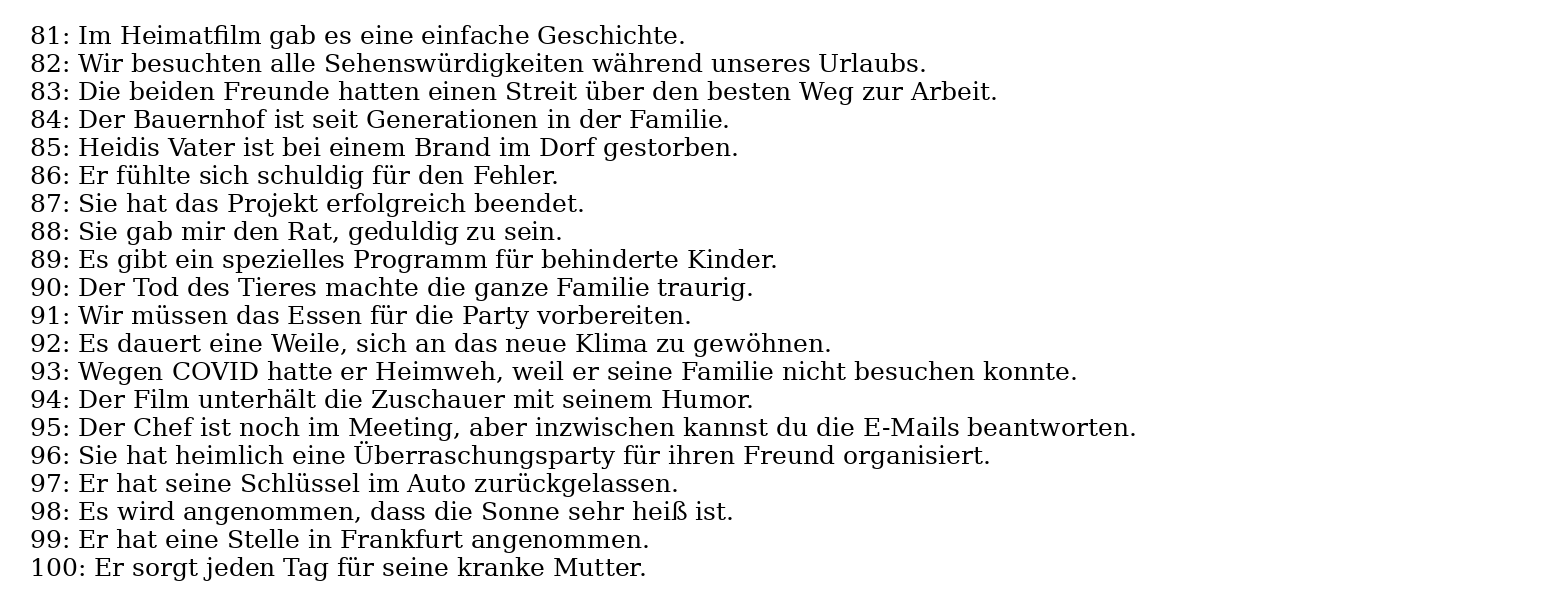 81: Im Heimatfilm gab es eine einfache Geschichte.
82: Wir besuchten alle Sehenswürdigkeiten während unseres Urlaubs.
83: Die beiden Freunde hatten einen Streit über den besten Weg zur Arbeit.
84: Der Bauernhof ist seit Generationen in der Familie.
85: Heidis Vater ist bei einem Brand im Dorf gestorben.
86: Er fühlte sich schuldig für den Fehler.
87: Sie hat das Projekt erfolgreich beendet.
88: Sie gab mir den Rat, geduldig zu sein.
89: Es gibt ein spezielles Programm für behinderte Kinder.
90: Der Tod des Tieres machte die ganze Familie traurig.
91: Wir müssen das Essen für die Party vorbereiten.
92: Es dauert eine Weile, sich an das neue Klima zu gewöhnen.
93: Wegen COVID hatte er Heimweh, weil er seine Familie nicht besuchen konnte.
94: Der Film unterhält die Zuschauer mit seinem Humor.
95: Der Chef ist noch im Meeting, aber inzwischen kannst du die E-Mails beantworten.
96: Sie hat heimlich eine Überraschungsparty für ihren Freund organisiert.
97: Er hat seine Schlüssel im Auto zurückgelassen.
98: Es wird angenommen, dass die Sonne sehr heiß ist.
99: Er hat eine Stelle in Frankfurt angenommen.
100: Er sorgt jeden Tag für seine kranke Mutter.